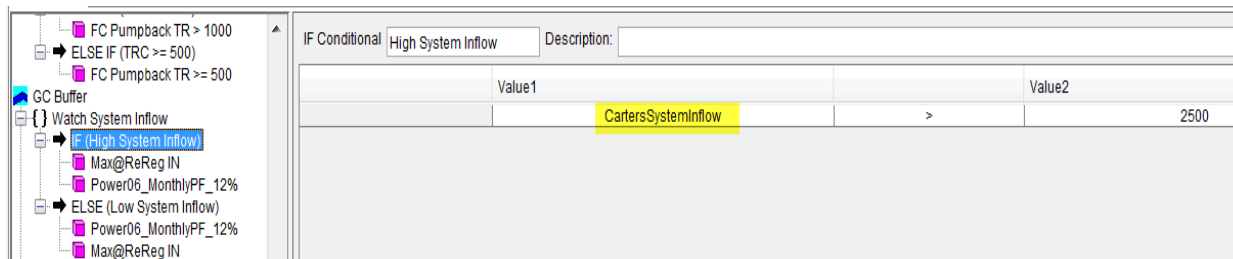 FC Pumpback TR > 1000
ELSE IF (TRC >= 500)
FC Pumpback TR >= 500
GC Buffer
{ } Watch System Inflow
IF (High System Inflow)
Max@ReReg IN
Power06_MonthlyPF_12%
ELSE (Low System Inflow)
Power06_MonthlyPF_12%
Max@ReReg IN
IF Conditional High System Inflow Description:
Value1 Value2
CartersSystemInflow > 2500